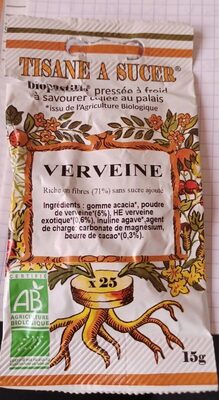 TISANE A SUCER®
Biopastille pressée à froid
à savourer collée au palais
*issu de l'Agriculture Biologique
VERVEINE
Riche en fibres (71%) sans sucre ajouté
Ingrédients : gomme acacia*, poudre
de verveine*(5%), HE verveine
exotique*(0,6%), inuline agave*,agent
de charge: carbonate de magnésium,
beurre de cacao*(0,3%).
x 25
CERTIFIÉ
AB
AGRICULTURE
BIOLOGIQUE
15g